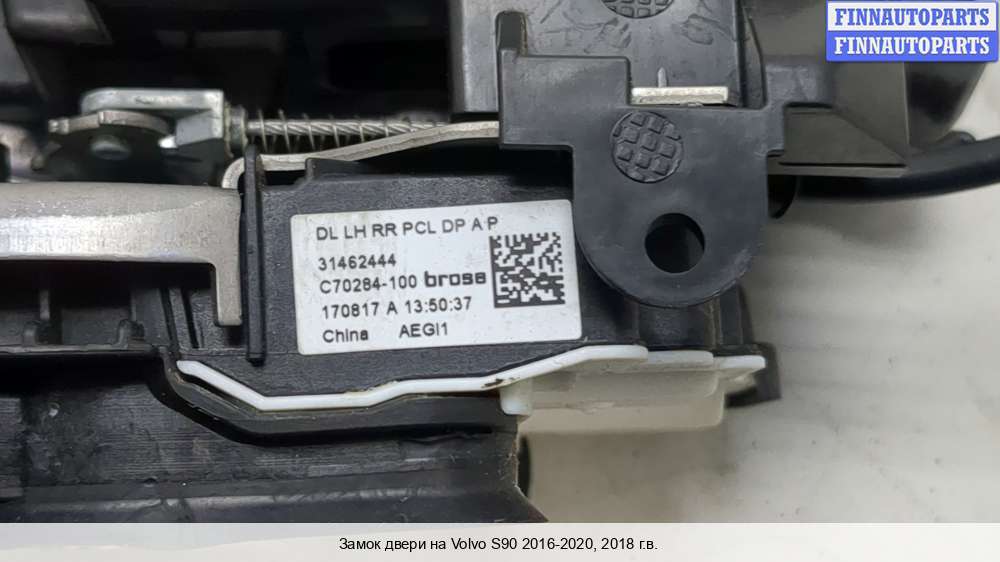 FINNAUTOPARTS
FINNAUTOPARTS
DL LH RR PCL DP A P
31462444
C70284-100 brose
170817 A 13:50:37
China AEGI1
Замок двери на Volvo S90 2016-2020, 2018 г.в.